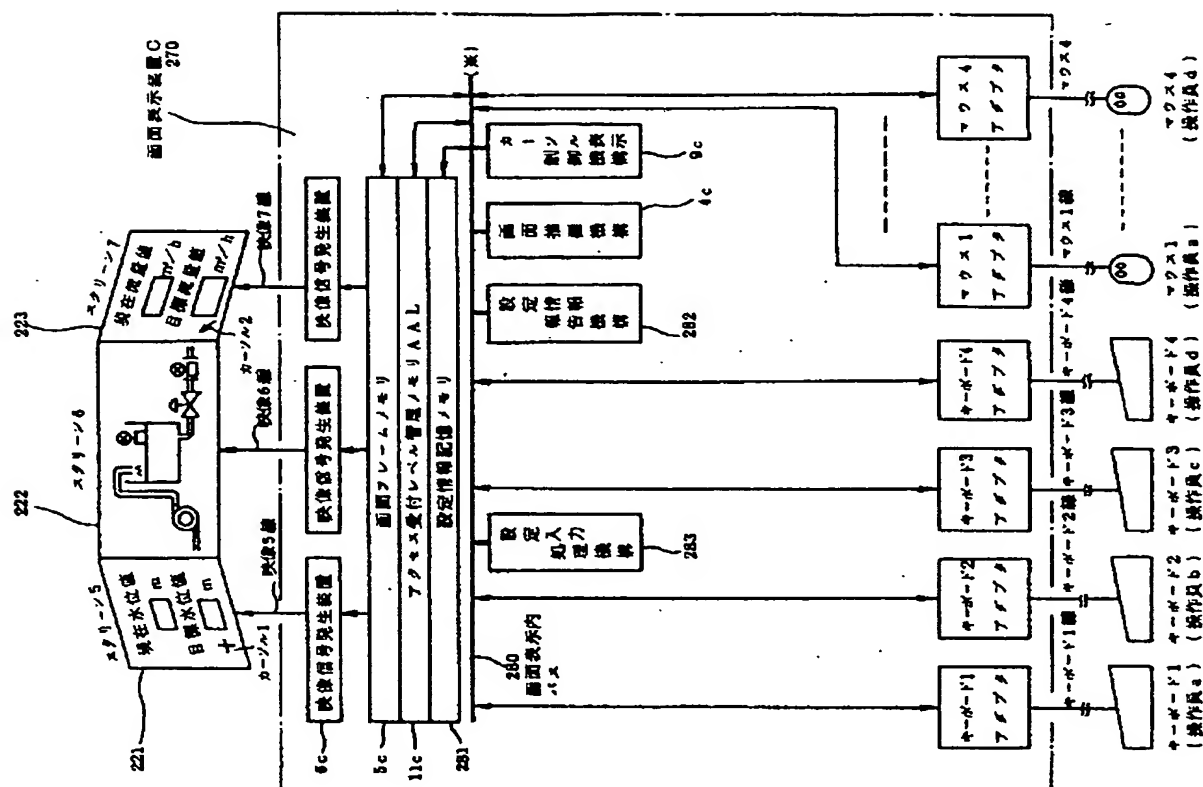 画面表示装置C
270
スクリーン5
スクリーン6
スクリーン7
221
222
223
現在水位値
m
目標水位値
m
カーソル1
現在流量値
m³/h
目標流量値
m³/h
カーソル2
映像5線
映像6線
映像7線
映像信号発生装置
映像信号発生装置
映像信号発生装置
6c
画面フレームメモリ
5c
アクセス受付レベル管理メモリAAL
11c
設定情報記憶メモリ
281
280
画面表示内
バス
(※)
設定入力
処理機構
283
設定情報
報告機構
282
画面描画機構
4c
カーソル表示
制御機構
9c
キーボード1
アダプタ
キーボード2
アダプタ
キーボード3
アダプタ
キーボード4
アダプタ
マウス1
アダプタ
マウス4
アダプタ
キーボード1線
キーボード2線
キーボード3線
キーボード4線
マウス1線
マウス4
キーボード1
(操作員a)
キーボード2
(操作員b)
キーボード3
(操作員c)
キーボード4
(操作員d)
マウス1
(操作員a)
マウス4
(操作員d)